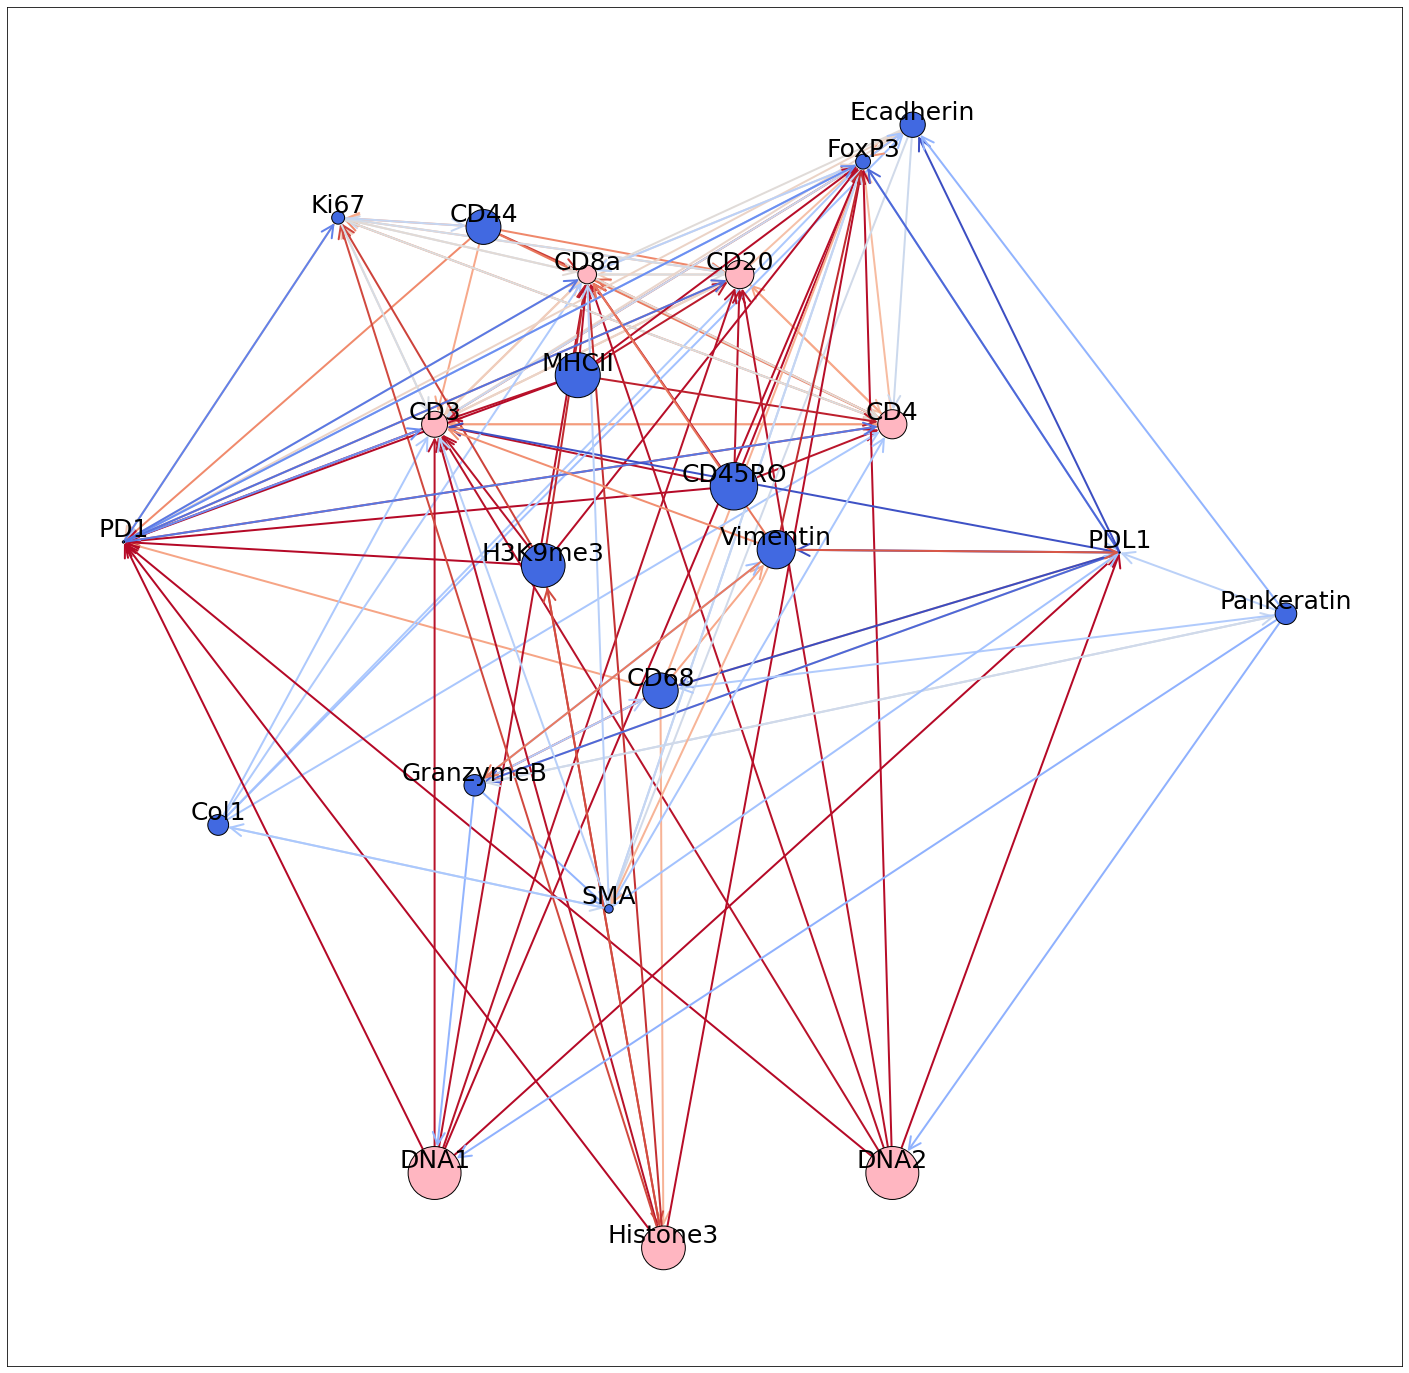 Ecadherin
FoxP3
Ki67
CD44
CD8a
CD20
MHCII
CD3
CD4
CD45RO
PD1
Vimentin
PDL1
H3K9me3
Pankeratin
CD68
GranzymeB
Col1
SMA
DNA1
DNA2
Histone3